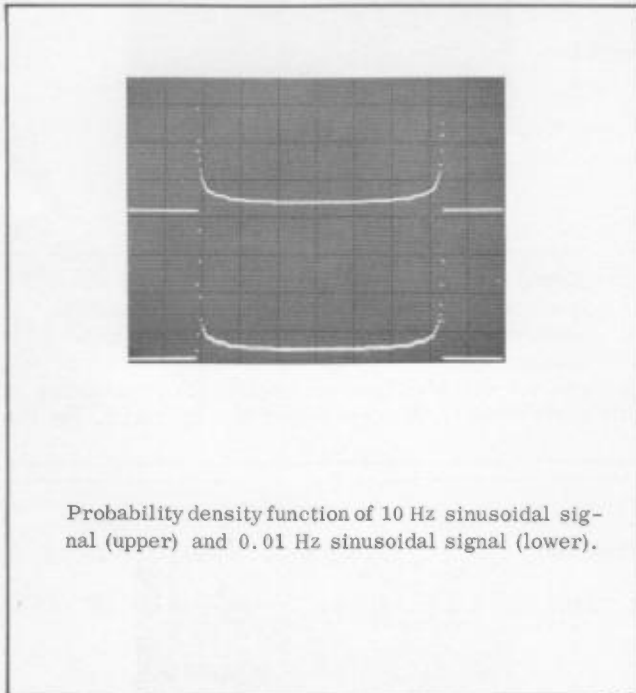 Probability density function of 10 Hz sinusoidal sig-
nal (upper) and 0.01 Hz sinusoidal signal (lower).